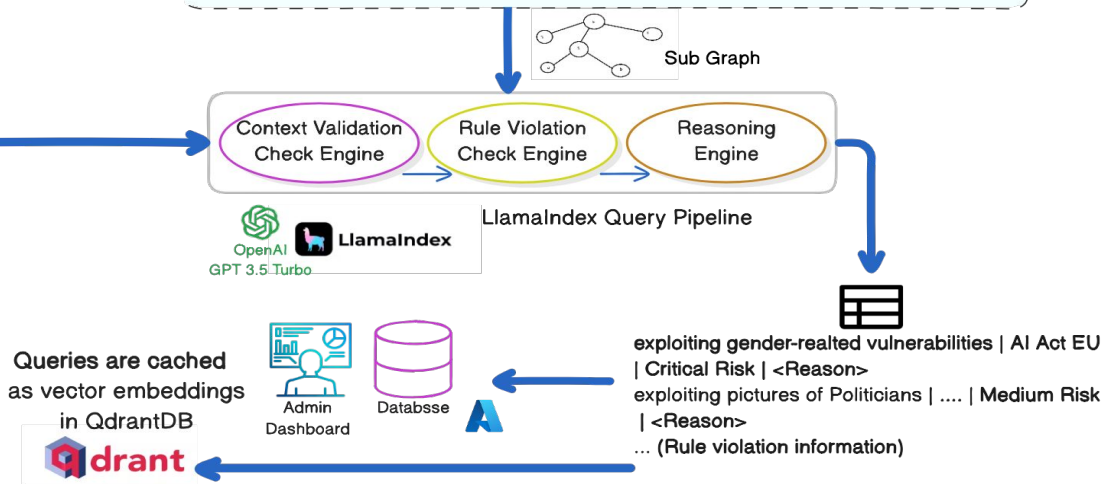 Sub Graph
Context Validation
Check Engine
Rule Violation
Check Engine
Reasoning
Engine
LlamaIndex Query Pipeline
OpenAI
GPT 3.5 Turbo
LlamaIndex
exploiting gender-realted vulnerabilities | AI Act EU
| Critical Risk | <Reason>
exploiting pictures of Politicians | .... | Medium Risk
| <Reason>
... (Rule violation information)
Admin
Dashboard
Databsse
Queries are cached
as vector embeddings
in QdrantDB
qdrant